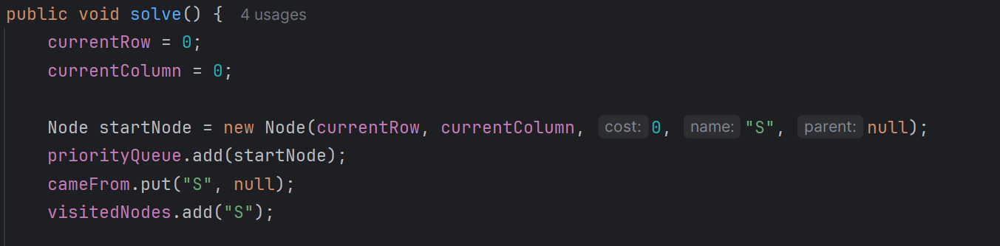 public void solve() { 4 usages
currentRow = 0;
currentColumn = 0;
Node startNode = new Node(currentRow, currentColumn, cost: 0, name: "S", parent: null);
priorityQueue.add(startNode);
cameFrom.put("S", null);
visitedNodes.add("S");